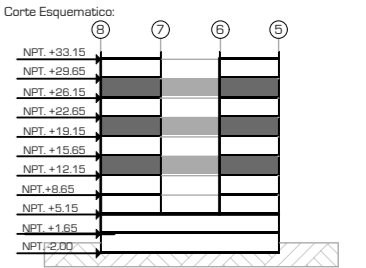 Corte Esquematico:
8 7 6 5
NPT. +33.15
NPT. +29.65
NPT. +26.15
NPT. +22.65
NPT. +19.15
NPT. +15.65
NPT. +12.15
NPT.+8.65
NPT. +5.15
NPT. +1.65
NPT. -2.00